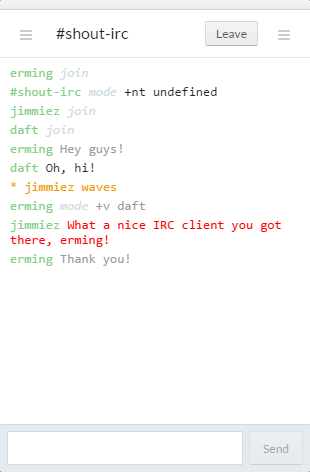 #shout-irc
Leave
erming join
#shout-irc mode +nt undefined
jimmiez join
daft join
erming Hey guys!
daft Oh, hi!
* jimmiez waves
erming mode +v daft
jimmiez What a nice IRC client you got
there, erming!
erming Thank you!
Send